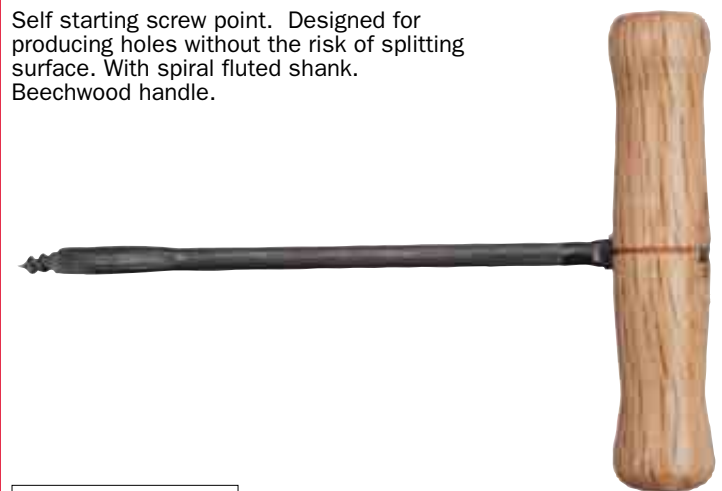 Self starting screw point.  Designed for
producing holes without the risk of splitting
surface. With spiral fluted shank.
Beechwood handle.